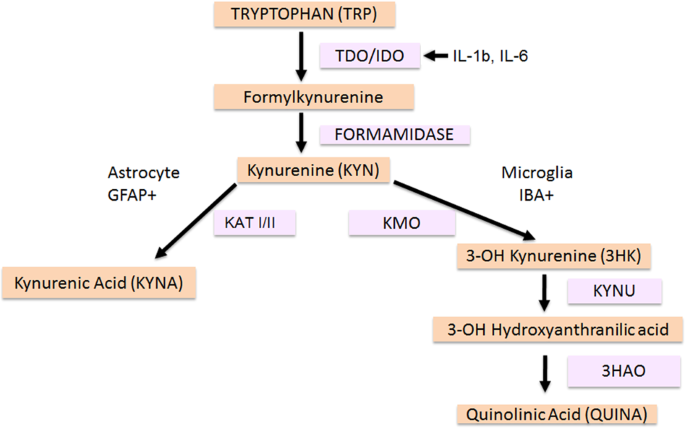 TRYPTOPHAN (TRP)
TDO/IDO
IL-1b, IL-6
Formylkynurenine
FORMAMIDASE
Astrocyte
GFAP+
Kynurenine (KYN)
Microglia
IBA+
KAT I/II
KMO
3-OH Kynurenine (3HK)
Kynurenic Acid (KYNA)
KYNU
3-OH Hydroxyanthranilic acid
3HAO
Quinolinic Acid (QUINA)